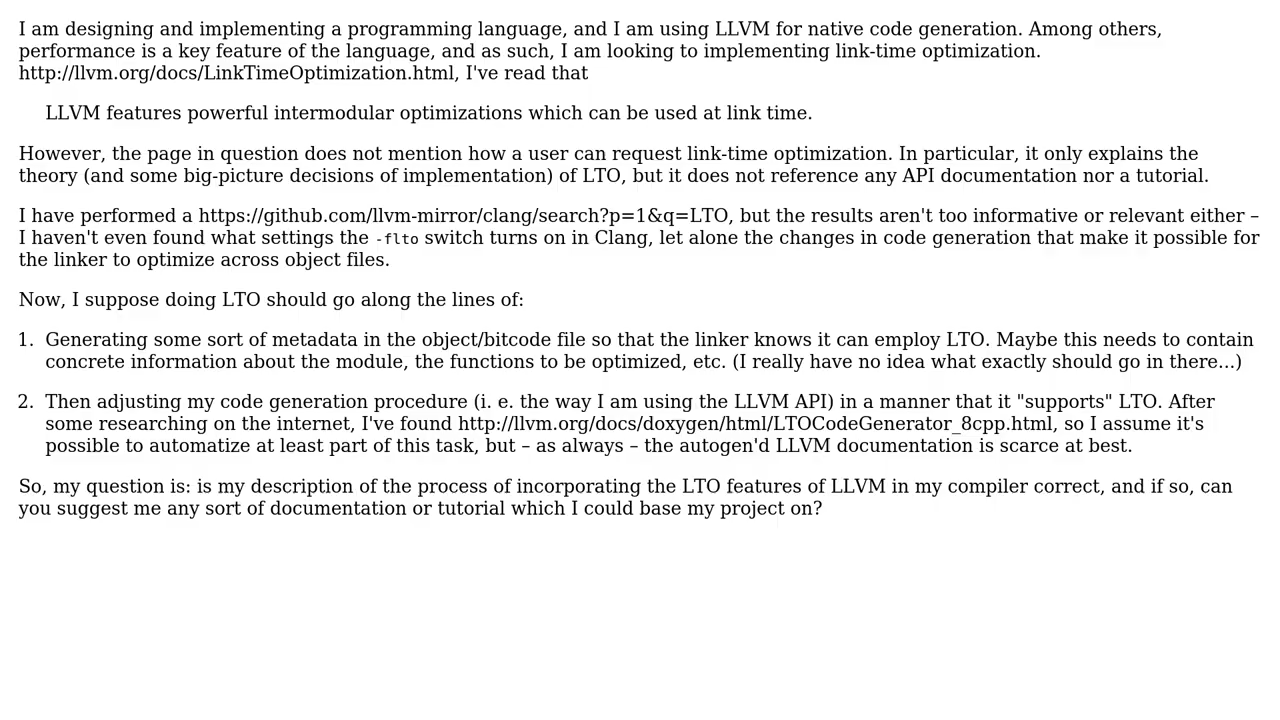 I am designing and implementing a programming language, and I am using LLVM for native code generation. Among others,
performance is a key feature of the language, and as such, I am looking to implementing link-time optimization.
http://llvm.org/docs/LinkTimeOptimization.html, I've read that
LLVM features powerful intermodular optimizations which can be used at link time.
However, the page in question does not mention how a user can request link-time optimization. In particular, it only explains the
theory (and some big-picture decisions of implementation) of LTO, but it does not reference any API documentation nor a tutorial.
I have performed a https://github.com/llvm-mirror/clang/search?p=1&q=LTO, but the results aren't too informative or relevant either –
I haven't even found what settings the -flto switch turns on in Clang, let alone the changes in code generation that make it possible for
the linker to optimize across object files.
Now, I suppose doing LTO should go along the lines of:
1. Generating some sort of metadata in the object/bitcode file so that the linker knows it can employ LTO. Maybe this needs to contain
concrete information about the module, the functions to be optimized, etc. (I really have no idea what exactly should go in there...)
2. Then adjusting my code generation procedure (i. e. the way I am using the LLVM API) in a manner that it "supports" LTO. After
some researching on the internet, I've found http://llvm.org/docs/doxygen/html/LTOCodeGenerator_8cpp.html, so I assume it's
possible to automatize at least part of this task, but – as always – the autogen'd LLVM documentation is scarce at best.
So, my question is: is my description of the process of incorporating the LTO features of LLVM in my compiler correct, and if so, can
you suggest me any sort of documentation or tutorial which I could base my project on?